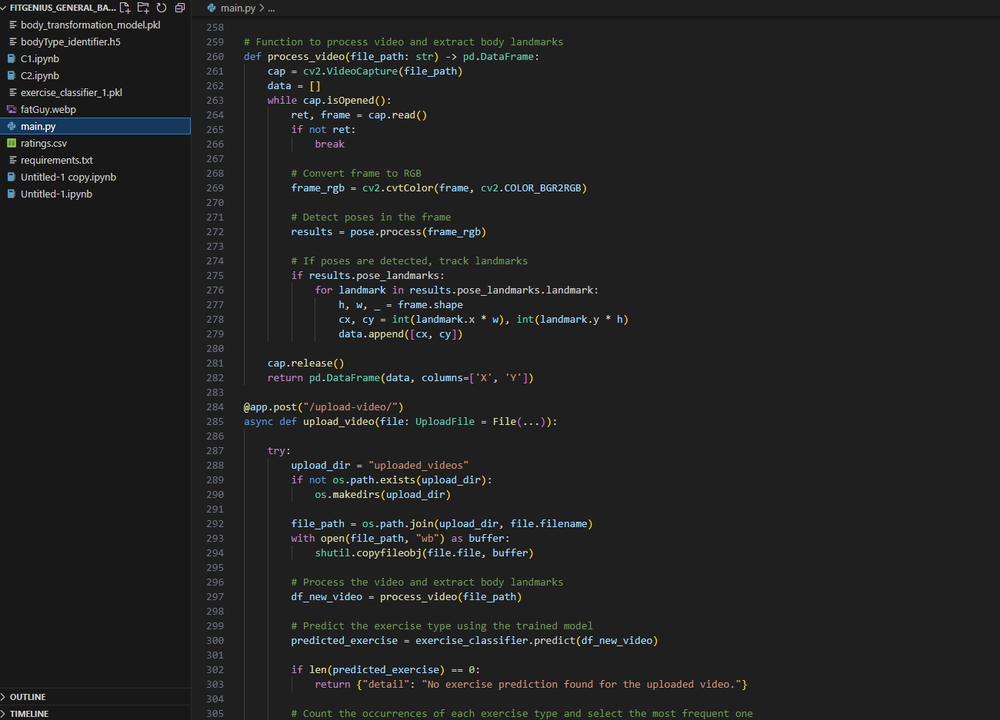 FITGENIUS_GENERAL_BA...
body_transformation_model.pkl
bodyType_identifier.h5
C1.ipynb
C2.ipynb
exercise_classifier_1.pkl
fatGuy.webp
main.py
ratings.csv
requirements.txt
Untitled-1 copy.ipynb
Untitled-1.ipynb
OUTLINE
TIMELINE
main.py > ...
258
259 # Function to process video and extract body landmarks
260 def process_video(file_path: str) -> pd.DataFrame:
261     cap = cv2.VideoCapture(file_path)
262     data = []
263     while cap.isOpened():
264         ret, frame = cap.read()
265         if not ret:
266             break
267
268         # Convert frame to RGB
269         frame_rgb = cv2.cvtColor(frame, cv2.COLOR_BGR2RGB)
270
271         # Detect poses in the frame
272         results = pose.process(frame_rgb)
273
274         # If poses are detected, track landmarks
275         if results.pose_landmarks:
276             for landmark in results.pose_landmarks.landmark:
277                 h, w, _ = frame.shape
278                 cx, cy = int(landmark.x * w), int(landmark.y * h)
279                 data.append([cx, cy])
280
281     cap.release()
282     return pd.DataFrame(data, columns=['X', 'Y'])
283
284 @app.post("/upload-video/")
285 async def upload_video(file: UploadFile = File(...)):
286
287     try:
288         upload_dir = "uploaded_videos"
289         if not os.path.exists(upload_dir):
290             os.makedirs(upload_dir)
291
292         file_path = os.path.join(upload_dir, file.filename)
293         with open(file_path, "wb") as buffer:
294             shutil.copyfileobj(file.file, buffer)
295
296         # Process the video and extract body landmarks
297         df_new_video = process_video(file_path)
298
299         # Predict the exercise type using the trained model
300         predicted_exercise = exercise_classifier.predict(df_new_video)
301
302         if len(predicted_exercise) == 0:
303             return {"detail": "No exercise prediction found for the uploaded video."}
304
305         # Count the occurrences of each exercise type and select the most frequent one